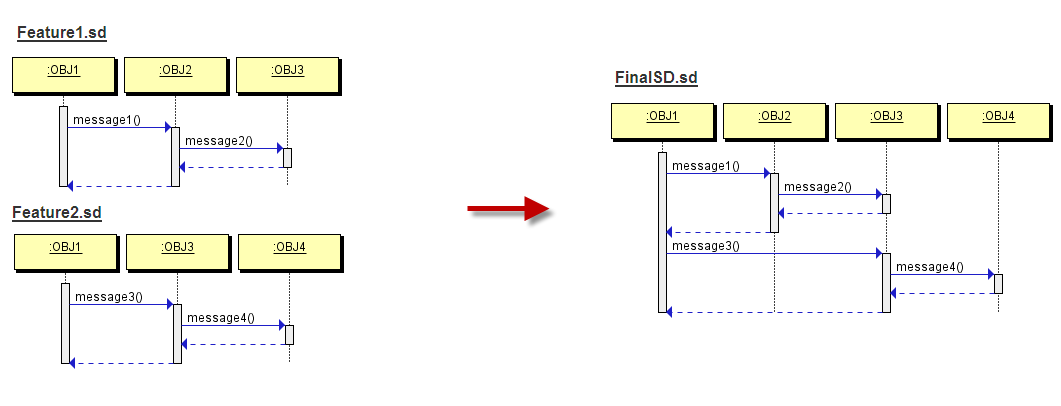 Feature1.sd
:OBJ1 :OBJ2 :OBJ3
message1()
message2()
Feature2.sd
:OBJ1 :OBJ3 :OBJ4
message3()
message4()
FinalSD.sd
:OBJ1 :OBJ2 :OBJ3 :OBJ4
message1()
message2()
message3()
message4()